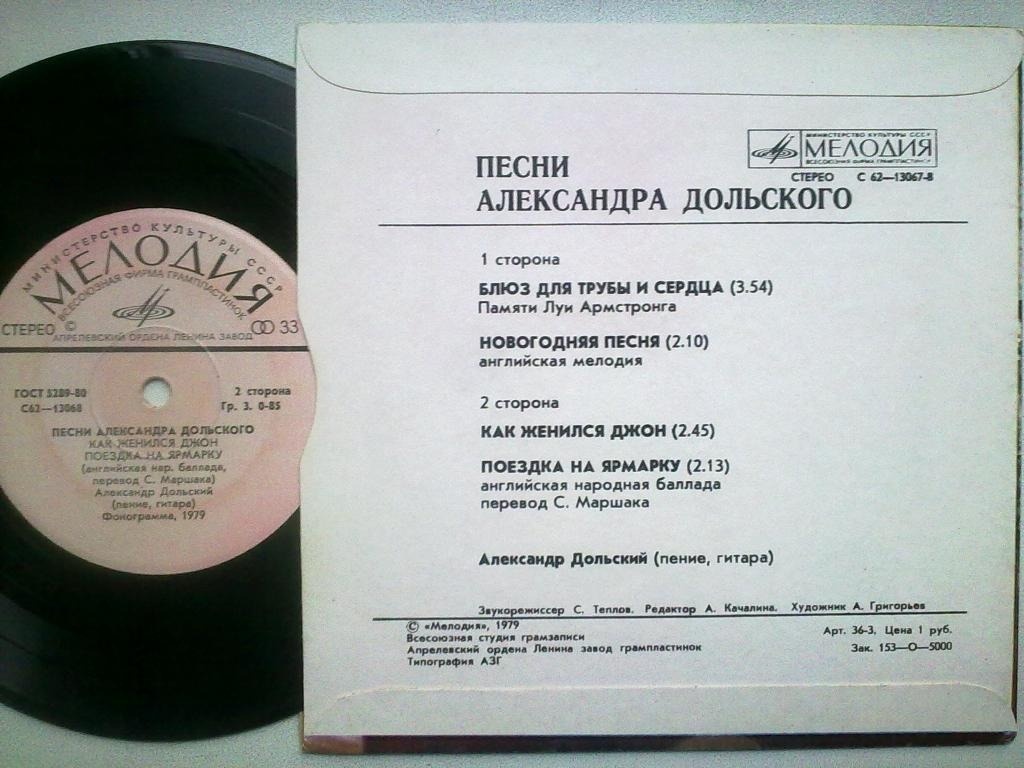 МИНИСТЕРСТВО КУЛЬТУРЫ СССР
МЕЛОДИЯ
ВСЕСОЮЗНАЯ ФИРМА ГРАМПЛАСТИНОК
СТЕРЕО © 33
АПРЕЛЕВСКИЙ ОРДЕНА ЛЕНИНА ЗАВОД
ГОСТ 5289-80 2 сторона
С62—13068 Гр. 3. 0-85
ПЕСНИ АЛЕКСАНДРА ДОЛЬСКОГО
КАК ЖЕНИЛСЯ ДЖОН
ПОЕЗДКА НА ЯРМАРКУ
(английская нар. баллада,
перевод С. Маршака)
Александр Дольский
(пение, гитара)
Фонограмма, 1979
МИНИСТЕРСТВО КУЛЬТУРЫ СССР
МЕЛОДИЯ
ВСЕСОЮЗНАЯ ФИРМА ГРАМПЛАСТИНОК
СТЕРЕО С 62—13067-8
ПЕСНИ
АЛЕКСАНДРА ДОЛЬСКОГО
1 сторона
БЛЮЗ ДЛЯ ТРУБЫ И СЕРДЦА (3.54)
Памяти Луи Армстронга
НОВОГОДНЯЯ ПЕСНЯ (2.10)
английская мелодия
2 сторона
КАК ЖЕНИЛСЯ ДЖОН (2.45)
ПОЕЗДКА НА ЯРМАРКУ (2.13)
английская народная баллада
перевод С. Маршака
Александр Дольский (пение, гитара)
Звукорежиссер С. Теплов. Редактор А. Качалина. Художник А. Григорьев
© «Мелодия», 1979
Всесоюзная студия грамзаписи
Апрелевский ордена Ленина завод грампластинок
Типография АЗГ
Арт. 36-3, Цена 1 руб.
Зак. 153—О—5000